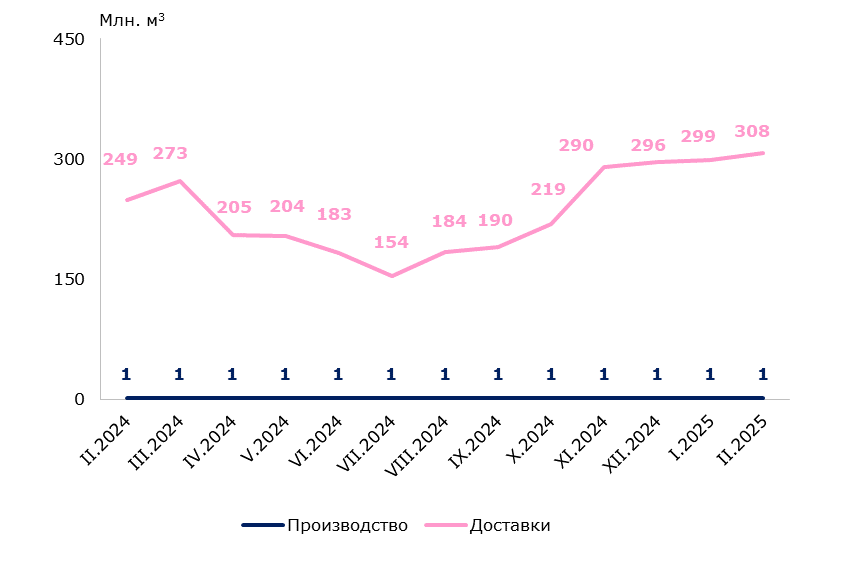 Млн. м³
450
300
150
0
249 273 205 204 183 154 184 190 219 290 296 299 308
1 1 1 1 1 1 1 1 1 1 1 1 1
II.2024 III.2024 IV.2024 V.2024 VI.2024 VII.2024 VIII.2024 IX.2024 X.2024 XI.2024 XII.2024 I.2025 II.2025
Производство Доставки